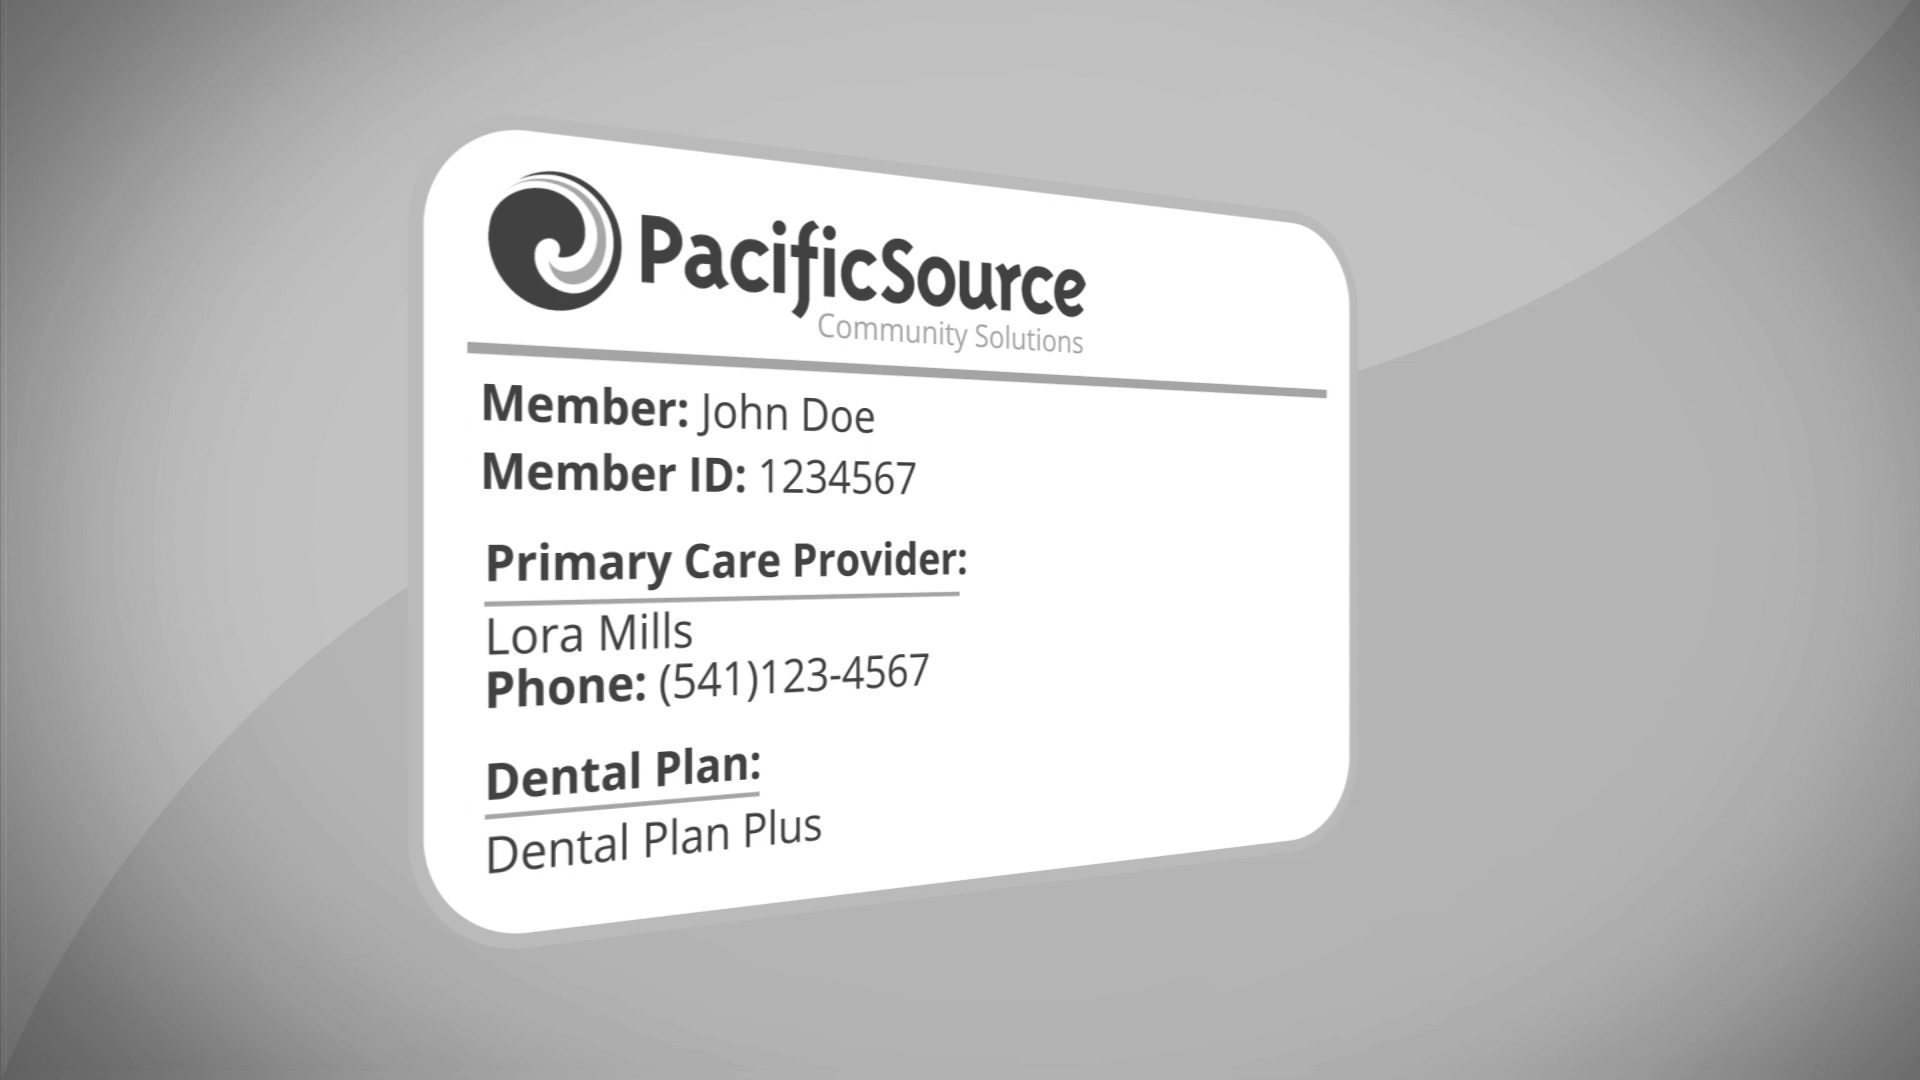 PacificSource
Community Solutions
Member: John Doe
Member ID: 1234567
Primary Care Provider:
Lora Mills
Phone: (541)123-4567
Dental Plan:
Dental Plan Plus